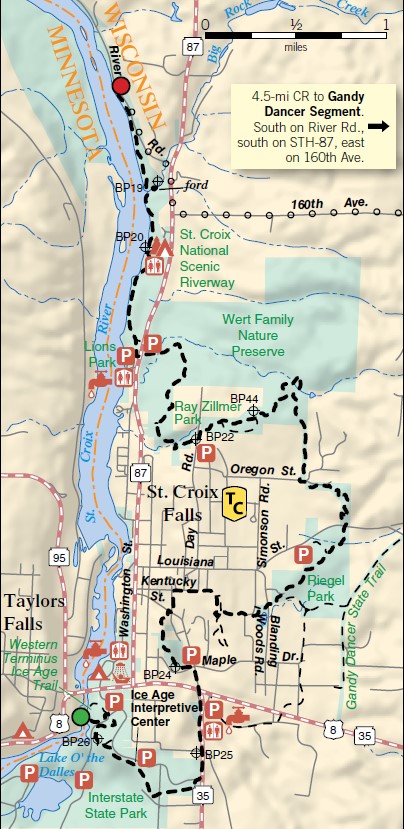 Rock
Creek
Big
0 ½ 1
miles
87
WISCONSIN
MINNESOTA
River
Rd.
4.5-mi CR to Gandy
Dancer Segment.
South on River Rd.,
south on STH-87, east
on 160th Ave.
BP19
ford
160th Ave.
BP20
St. Croix
National
Scenic
Riverway
River
Wert Family
Nature
Preserve
P
P
Lions
Park
BP44
Ray Zillmer
Park
BP22
P
Rd.
Oregon St.
Croix
St.
87
St. Croix
Falls
TC
Day
Simonson Rd.
St.
P
95
Washington St.
Louisiana
Kentucky
St.
Riegel
Park
Gandy Dancer State Trail
Taylors
Falls
Western
Terminus
Ice Age
Trail
Woods Rd.
Blanding
P
Maple
Dr.
BP24
P
Ice Age
Interpretive
Center
P
8
8
35
BP26
BP25
Lake O' the
Dalles
P
P
P
Interstate
State Park
35